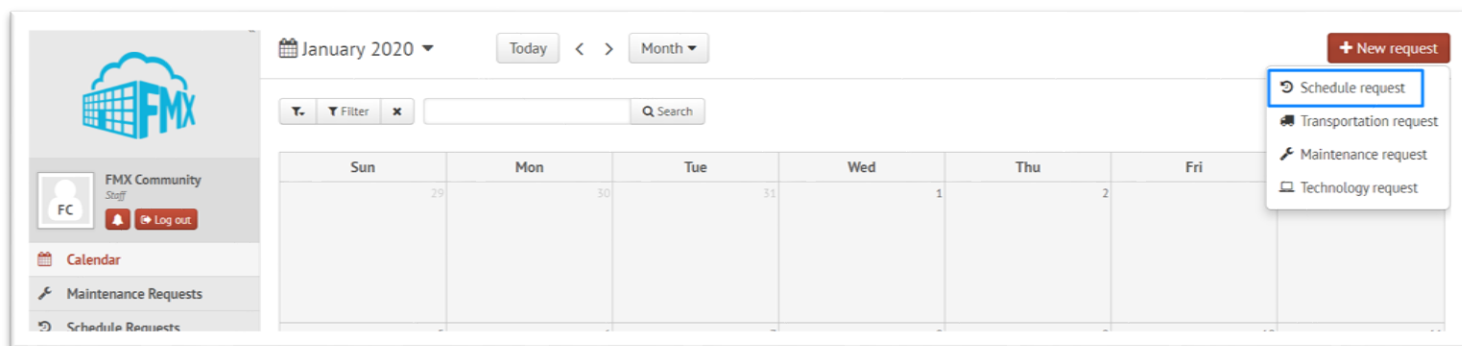 January 2020
Today < > Month
+ New request
Schedule request
Transportation request
Maintenance request
Technology request
Filter × Search
FMX
FMX Community
Staff
FC
Log out
Calendar
Maintenance Requests
Schedule Requests
Sun Mon Tue Wed Thu Fri
29 30 31 1 2